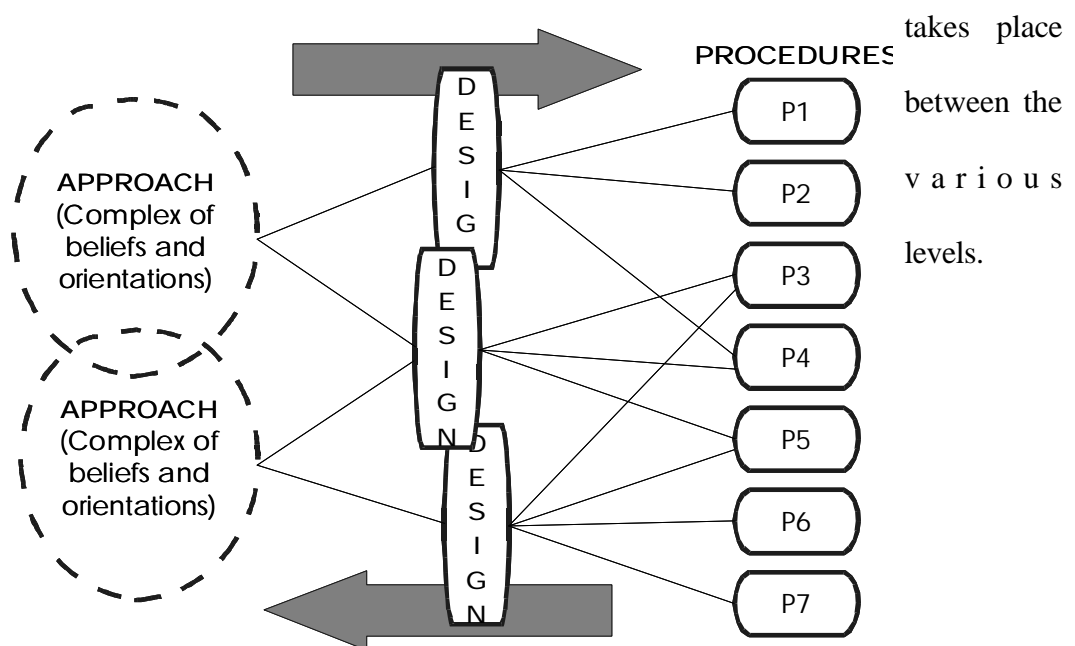 takes place
between the
various
levels.
PROCEDURES
APPROACH
(Complex of
beliefs and
orientations)
APPROACH
(Complex of
beliefs and
orientations)
D
E
S
I
G
D
E
S
I
G
N
D
E
S
I
G
N
P1
P2
P3
P4
P5
P6
P7